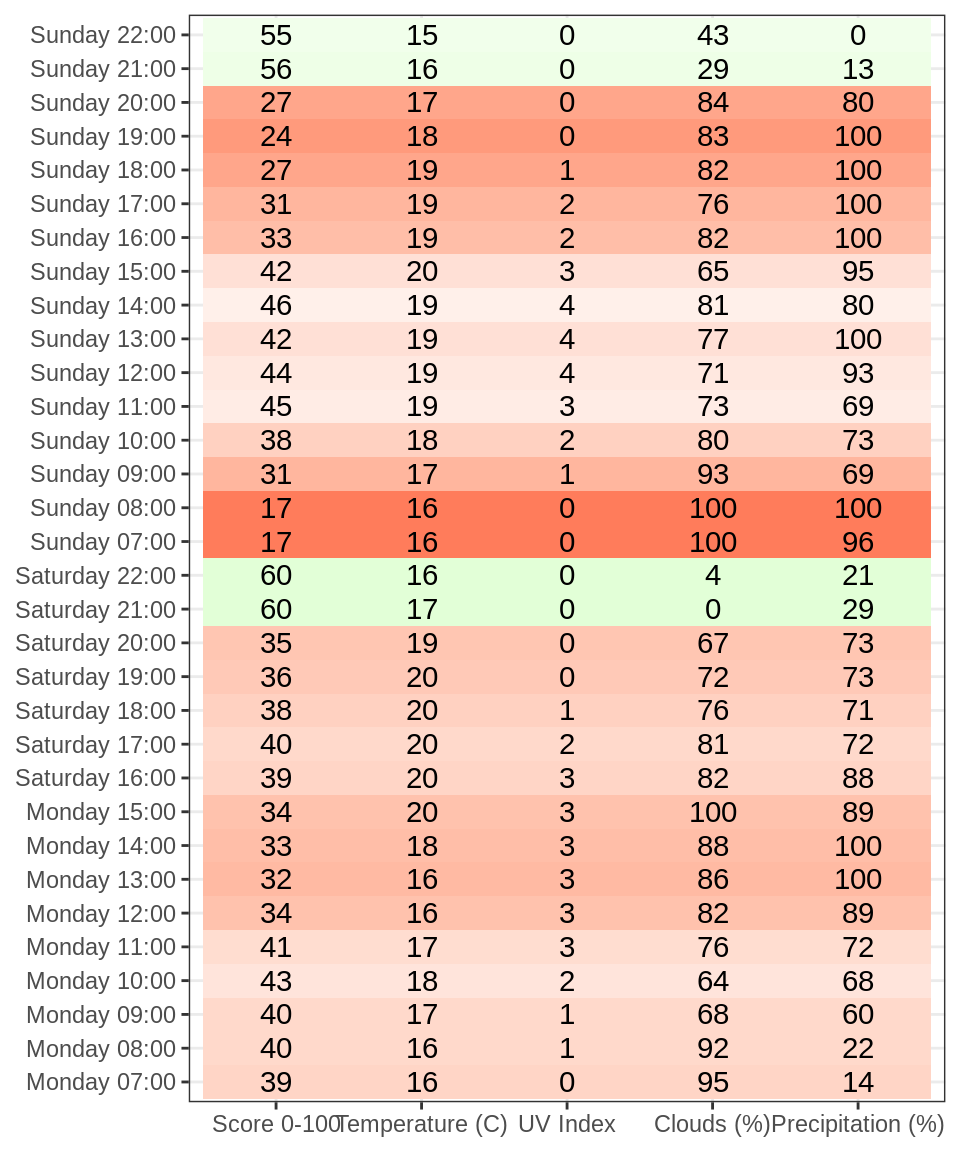 Sunday 22:00 55 15 0 43 0
Sunday 21:00 56 16 0 29 13
Sunday 20:00 27 17 0 84 80
Sunday 19:00 24 18 0 83 100
Sunday 18:00 27 19 1 82 100
Sunday 17:00 31 19 2 76 100
Sunday 16:00 33 19 2 82 100
Sunday 15:00 42 20 3 65 95
Sunday 14:00 46 19 4 81 80
Sunday 13:00 42 19 4 77 100
Sunday 12:00 44 19 4 71 93
Sunday 11:00 45 19 3 73 69
Sunday 10:00 38 18 2 80 73
Sunday 09:00 31 17 1 93 69
Sunday 08:00 17 16 0 100 100
Sunday 07:00 17 16 0 100 96
Saturday 22:00 60 16 0 4 21
Saturday 21:00 60 17 0 0 29
Saturday 20:00 35 19 0 67 73
Saturday 19:00 36 20 0 72 73
Saturday 18:00 38 20 1 76 71
Saturday 17:00 40 20 2 81 72
Saturday 16:00 39 20 3 82 88
Monday 15:00 34 20 3 100 89
Monday 14:00 33 18 3 88 100
Monday 13:00 32 16 3 86 100
Monday 12:00 34 16 3 82 89
Monday 11:00 41 17 3 76 72
Monday 10:00 43 18 2 64 68
Monday 09:00 40 17 1 68 60
Monday 08:00 40 16 1 92 22
Monday 07:00 39 16 0 95 14
Score 0-100 Temperature (C) UV Index Clouds (%) Precipitation (%)